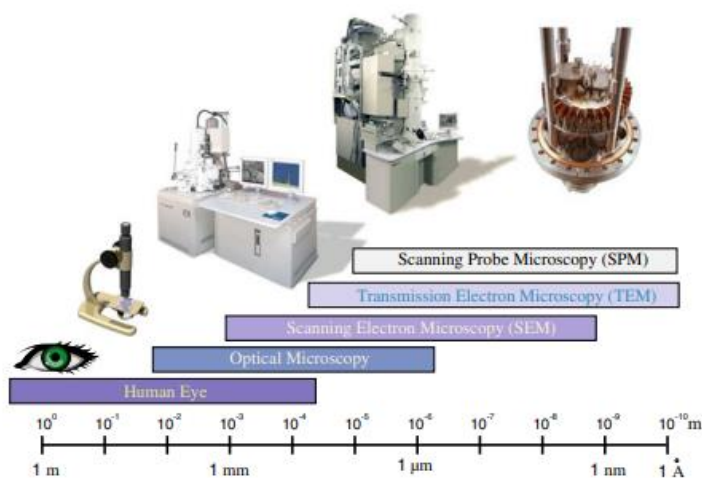 Scanning Probe Microscopy (SPM)
Transmission Electron Microscopy (TEM)
Scanning Electron Microscopy (SEM)
Optical Microscopy
Human Eye
10⁰ 10⁻¹ 10⁻² 10⁻³ 10⁻⁴ 10⁻⁵ 10⁻⁶ 10⁻⁷ 10⁻⁸ 10⁻⁹ 10⁻¹⁰ m
1 m 1 mm 1 μm 1 nm 1 Å